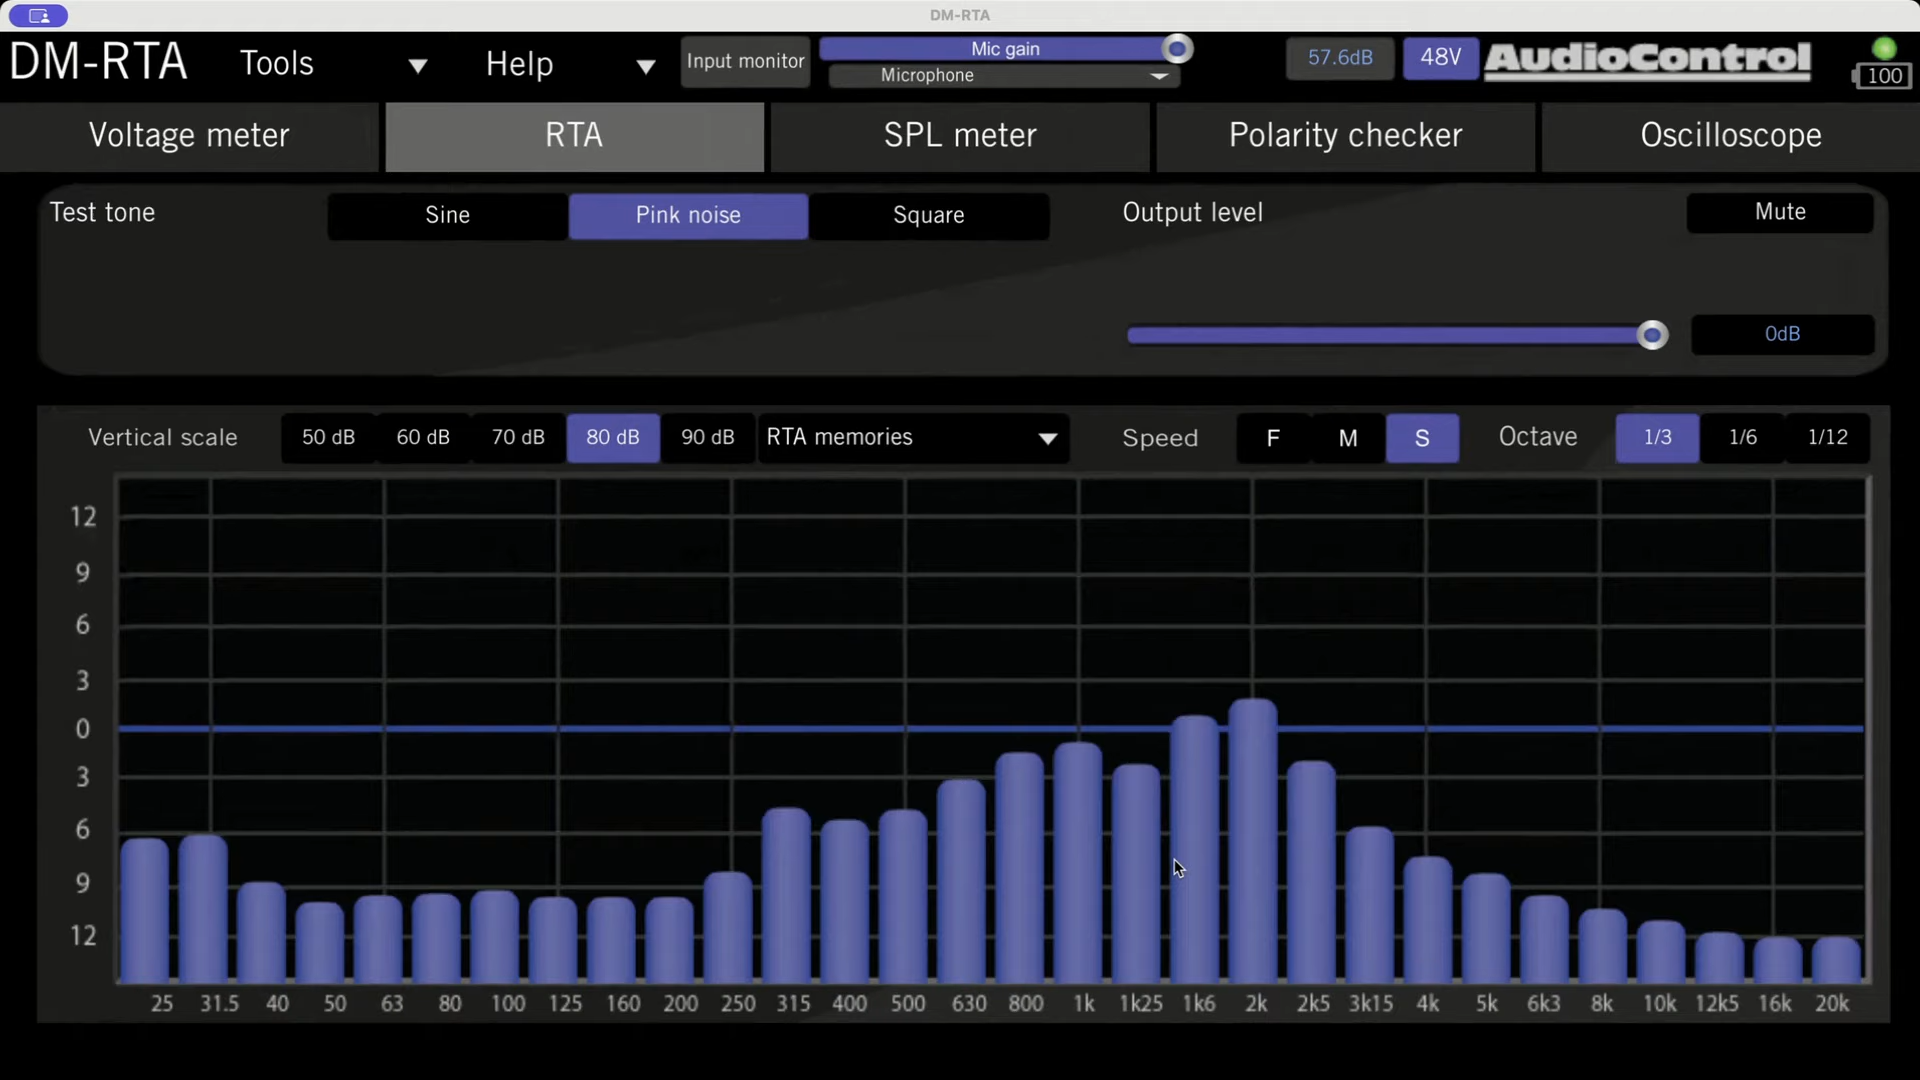 DM-RTA
DM-RTA Tools Help Input monitor Mic gain 57.6dB 48V AudioControl
Microphone 100
Voltage meter RTA SPL meter Polarity checker Oscilloscope
Test tone Sine Pink noise Square Output level Mute
0dB
Vertical scale 50 dB 60 dB 70 dB 80 dB 90 dB RTA memories Speed F M S Octave 1/3 1/6 1/12
12
9
6
3
0
3
6
9
12
25 31.5 40 50 63 80 100 125 160 200 250 315 400 500 630 800 1k 1k25 1k6 2k 2k5 3k15 4k 5k 6k3 8k 10k 12k5 16k 20k